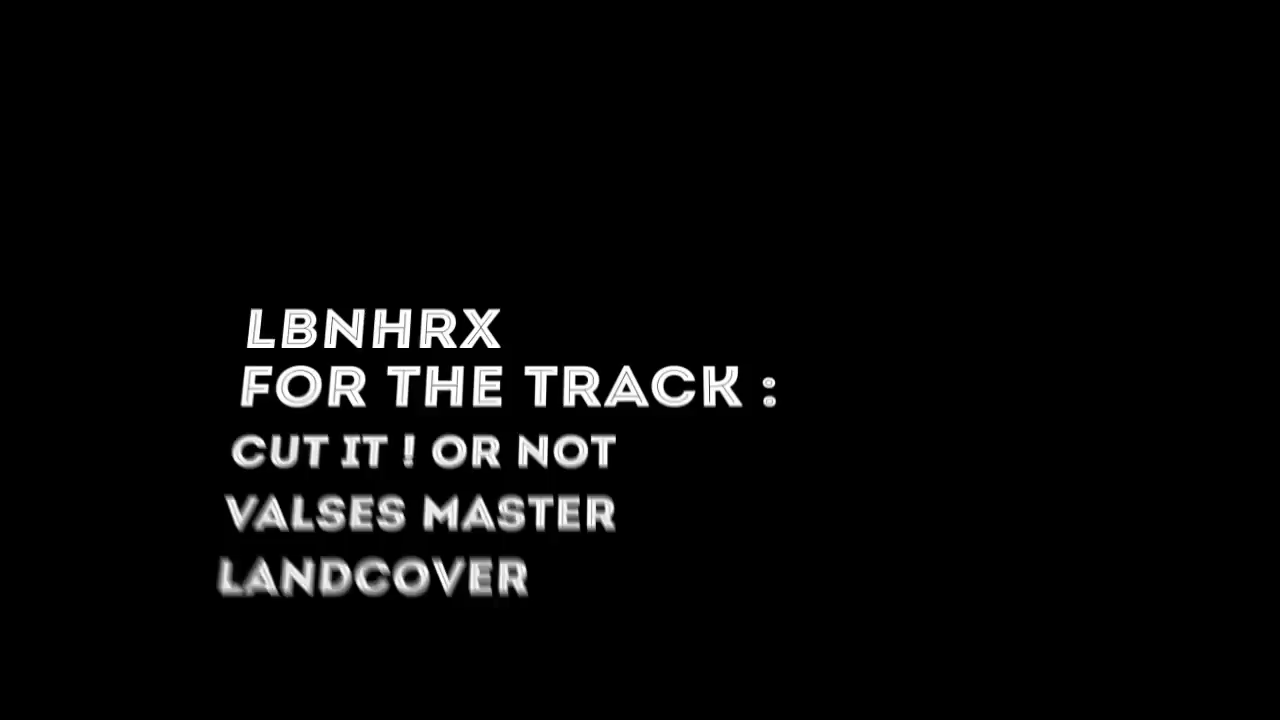 LBNHRX
FOR THE TRACK :
CUT IT ! OR NOT
VALSES MASTER
LANDCOVER